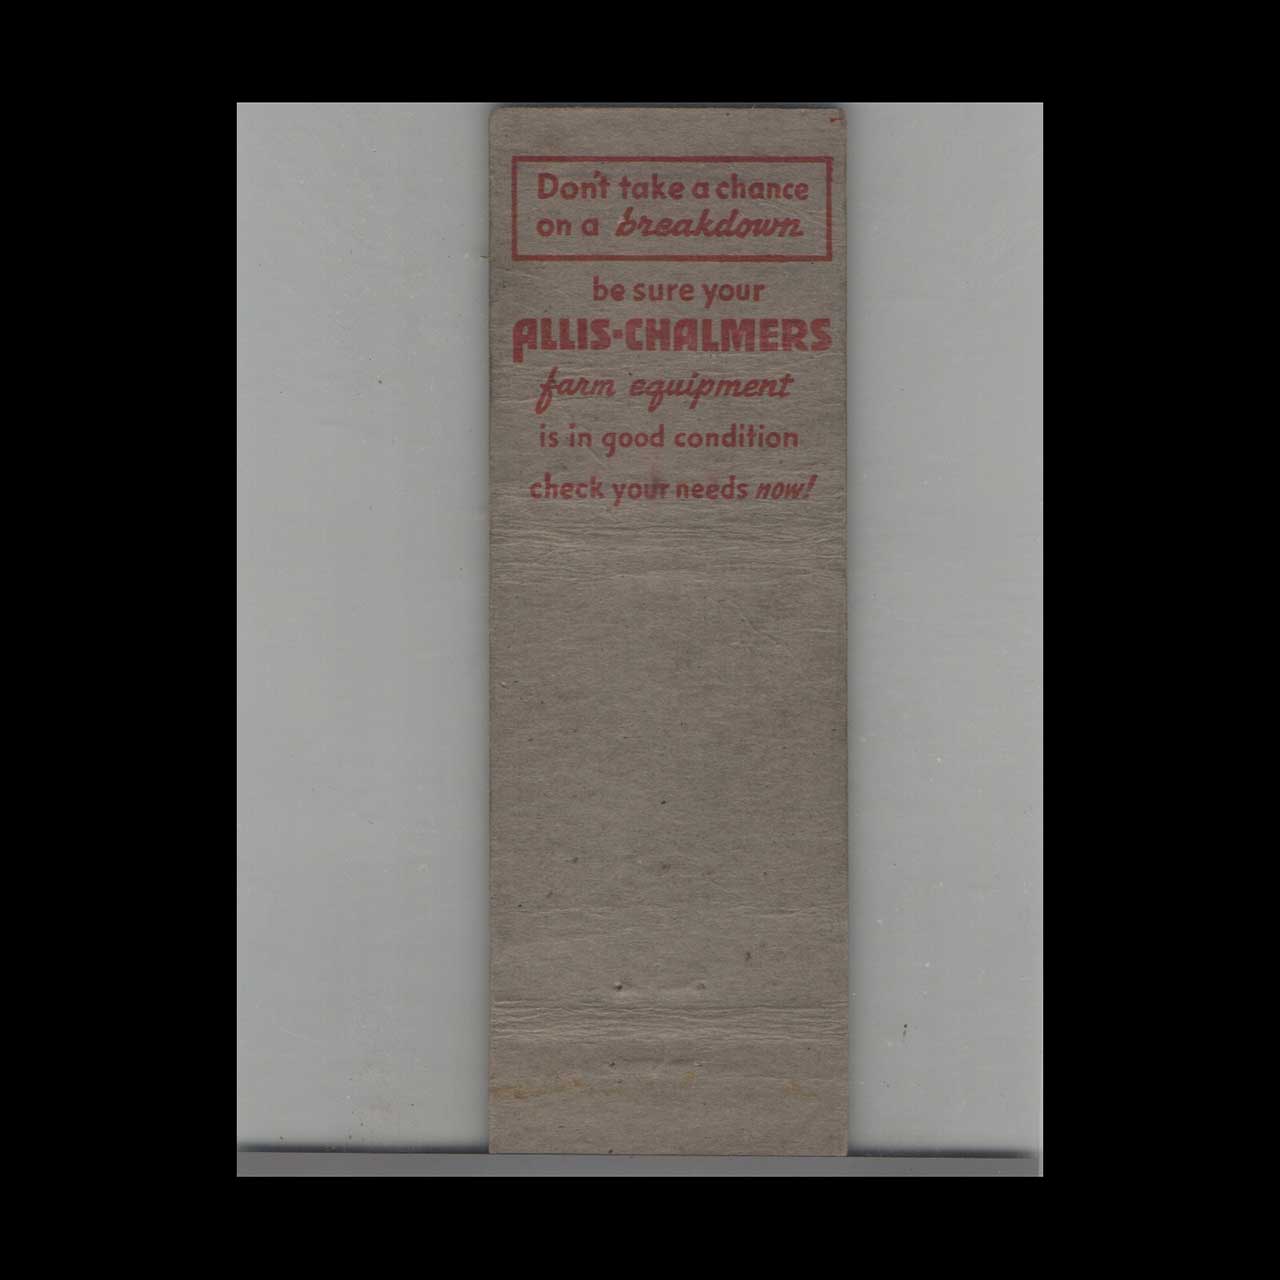 Don't take a chance
on a breakdown
be sure your
ALLIS-CHALMERS
farm equipment
is in good condition
check your needs now!